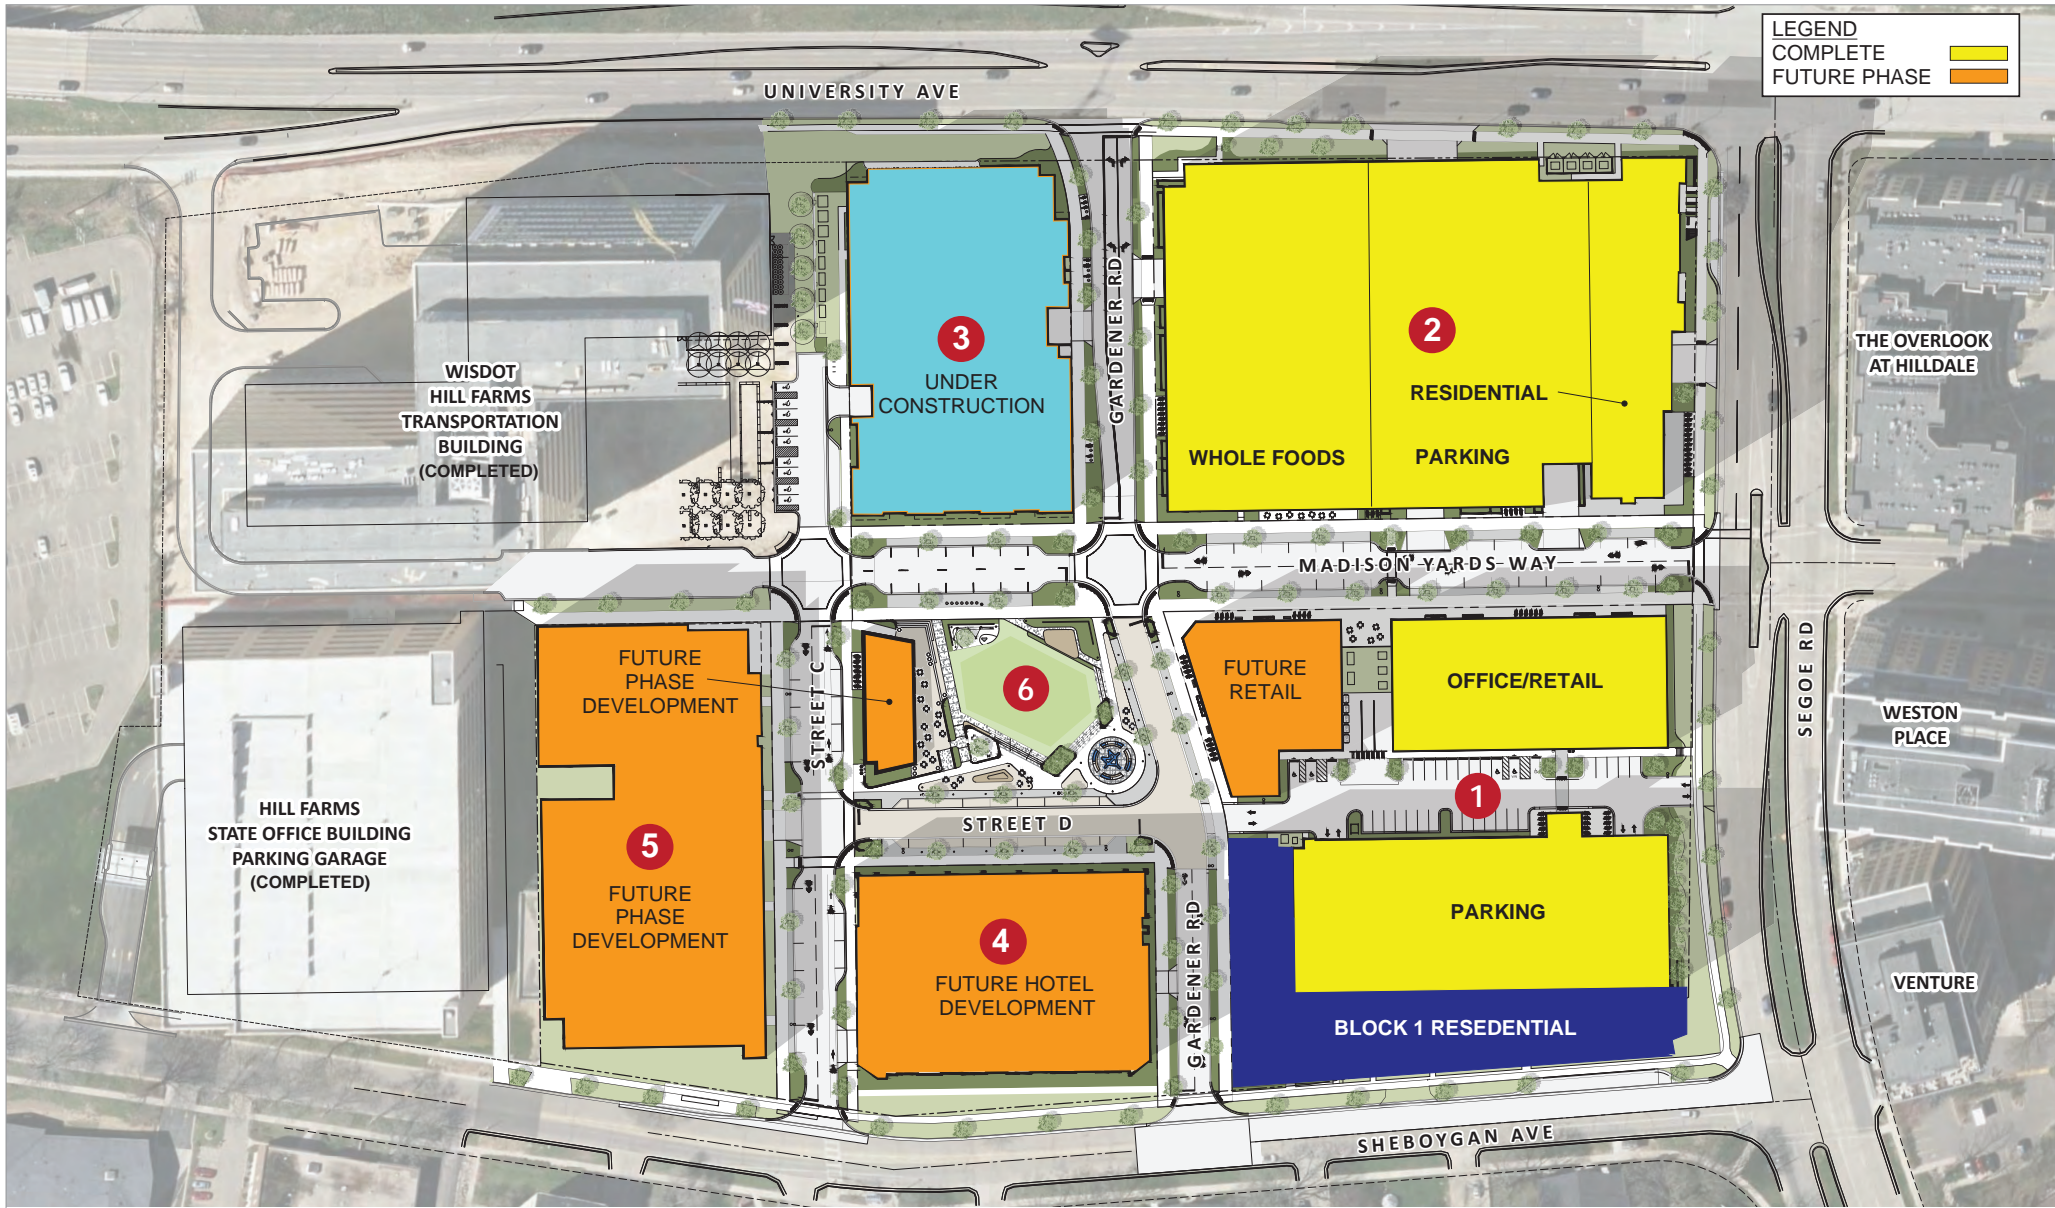 LEGEND
COMPLETE
FUTURE PHASE
UNIVERSITY AVE
GARDENER RD
3
UNDER
CONSTRUCTION
2
RESIDENTIAL
WHOLE FOODS
PARKING
THE OVERLOOK
AT HILLDALE
WISDOT
HILL FARMS
TRANSPORTATION
BUILDING
(COMPLETED)
MADISON YARDS WAY
SEGOE RD
FUTURE
PHASE
DEVELOPMENT
STREET C
6
FUTURE
RETAIL
OFFICE/RETAIL
WESTON
PLACE
1
HILL FARMS
STATE OFFICE BUILDING
PARKING GARAGE
(COMPLETED)
5
FUTURE
PHASE
DEVELOPMENT
STREET D
4
FUTURE HOTEL
DEVELOPMENT
GARDENER RD
PARKING
BLOCK 1 RESEDENTIAL
VENTURE
SHEBOYGAN AVE